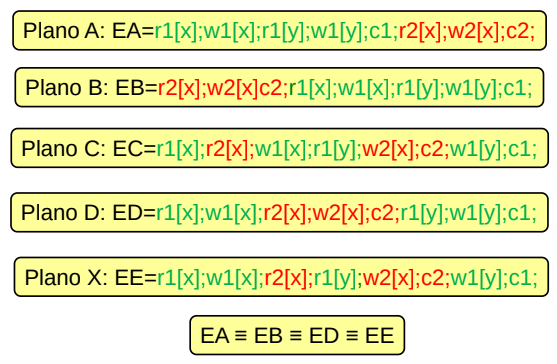 Plano A: EA=r1[x];w1[x];r1[y];w1[y];c1;r2[x];w2[x];c2;
Plano B: EB=r2[x];w2[x]c2;r1[x];w1[x];r1[y];w1[y];c1;
Plano C: EC=r1[x];r2[x];w1[x];r1[y];w2[x];c2;w1[y];c1;
Plano D: ED=r1[x];w1[x];r2[x];w2[x];c2;r1[y];w1[y];c1;
Plano X: EE=r1[x];w1[x];r2[x];r1[y];w2[x];c2;w1[y];c1;
EA ≡ EB ≡ ED ≡ EE